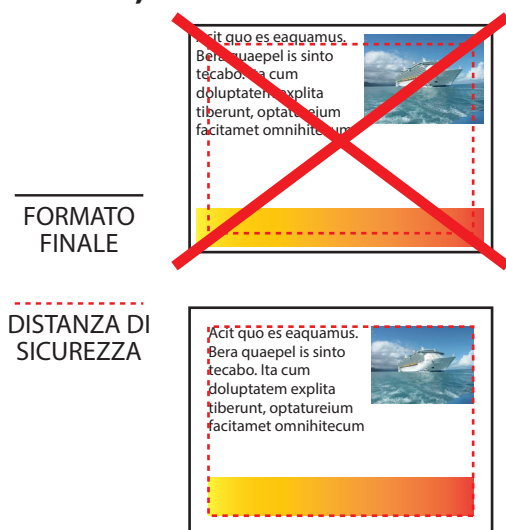 Acit quo es eaquamus.
Bera quaepel is sinto
tecabo. Ita cum
doluptatem explita
tiberunt, optatureium
facitamet omnihitecum
FORMATO
FINALE
DISTANZA DI
SICUREZZA
Acit quo es eaquamus.
Bera quaepel is sinto
tecabo. Ita cum
doluptatem explita
tiberunt, optatureium
facitamet omnihitecum